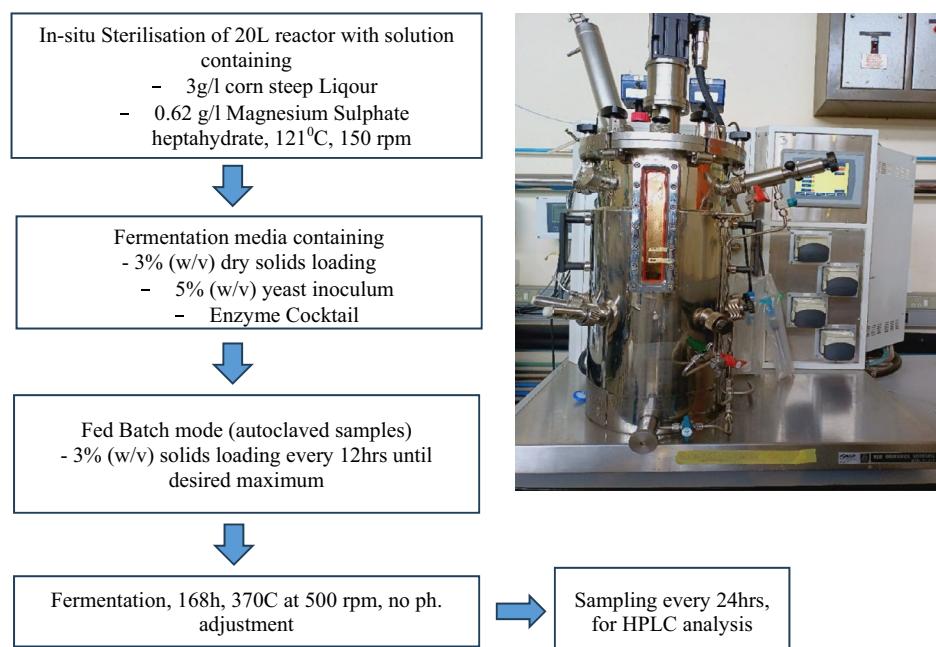 In-situ Sterilisation of 20L reactor with solution
containing
– 3g/l corn steep Liqour
– 0.62 g/l Magnesium Sulphate
heptahydrate, 121⁰C, 150 rpm
Fermentation media containing
- 3% (w/v) dry solids loading
– 5% (w/v) yeast inoculum
– Enzyme Cocktail
Fed Batch mode (autoclaved samples)
- 3% (w/v) solids loading every 12hrs until
desired maximum
Fermentation, 168h, 370C at 500 rpm, no ph.
adjustment
Sampling every 24hrs,
for HPLC analysis